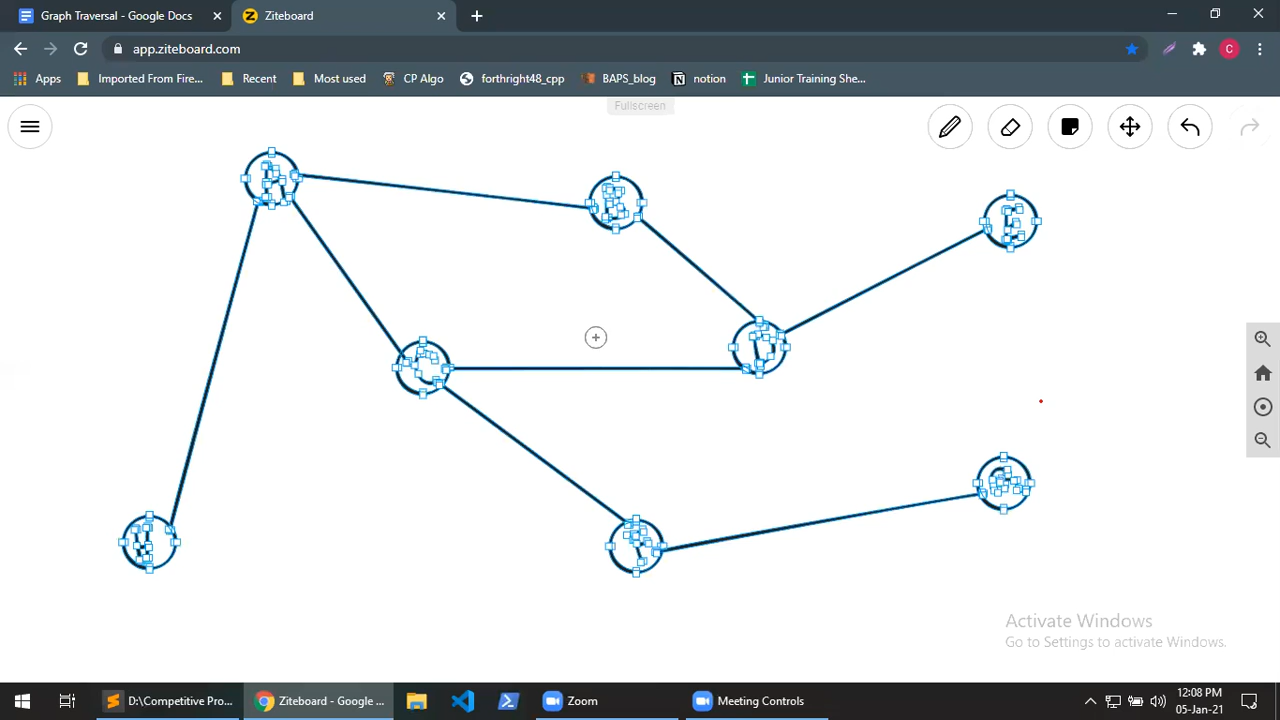 Graph Traversal - Google Docs
Ziteboard
app.ziteboard.com
Apps
Imported From Fire...
Recent
Most used
CP Algo
forthright48_cpp
BAPS_blog
notion
Junior Training She...
Fullscreen
C
A
B
E
D
Activate Windows
Go to Settings to activate Windows.
D:\Competitive Pro...
Ziteboard - Google ...
Zoom
Meeting Controls
12:08 PM
05-Jan-21